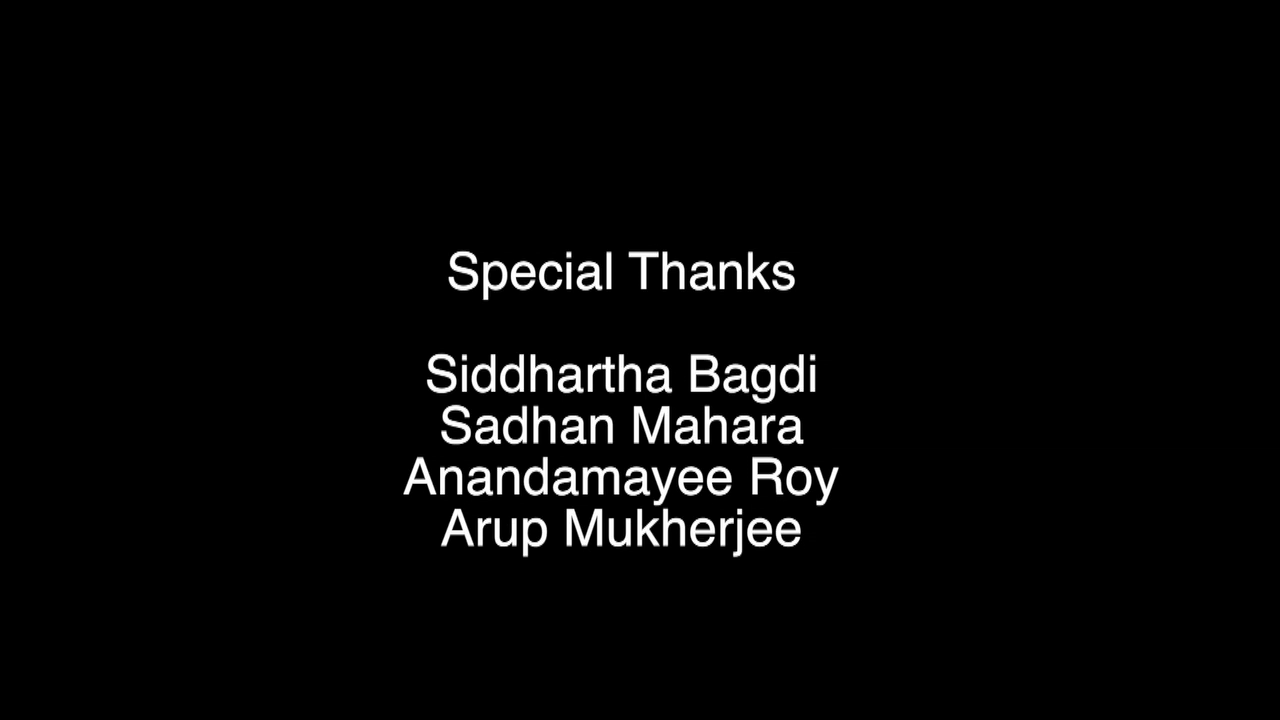 Special Thanks
Siddhartha Bagdi
Sadhan Mahara
Anandamayee Roy
Arup Mukherjee